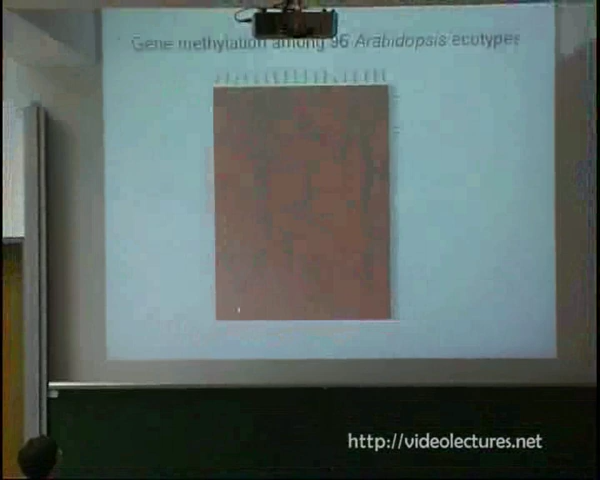 Gene methylation among 96 Arabidopsis ecotypes
http://videolectures.net